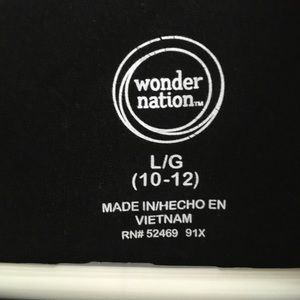 wonder
nation™
L/G
(10-12)
MADE IN/HECHO EN
VIETNAM
RN# 52469 91X